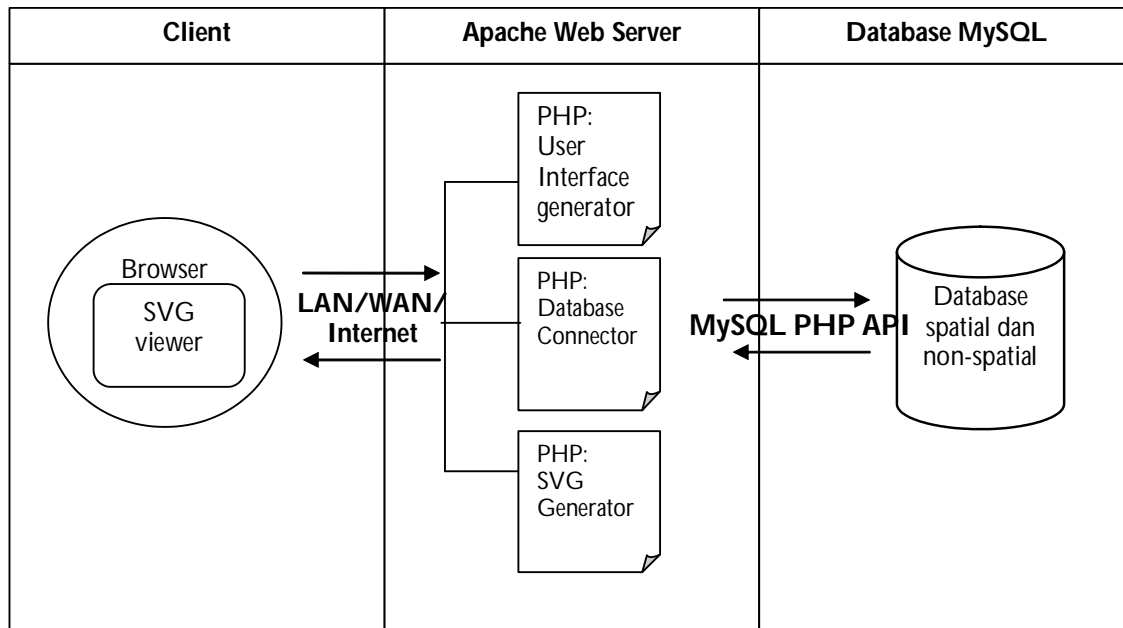 Client
Apache Web Server
Database MySQL
PHP:
User
Interface
generator
Browser
SVG
viewer
LAN/WAN/
Internet
PHP:
Database
Connector
MySQL PHP API
Database
spatial dan
non-spatial
PHP:
SVG
Generator